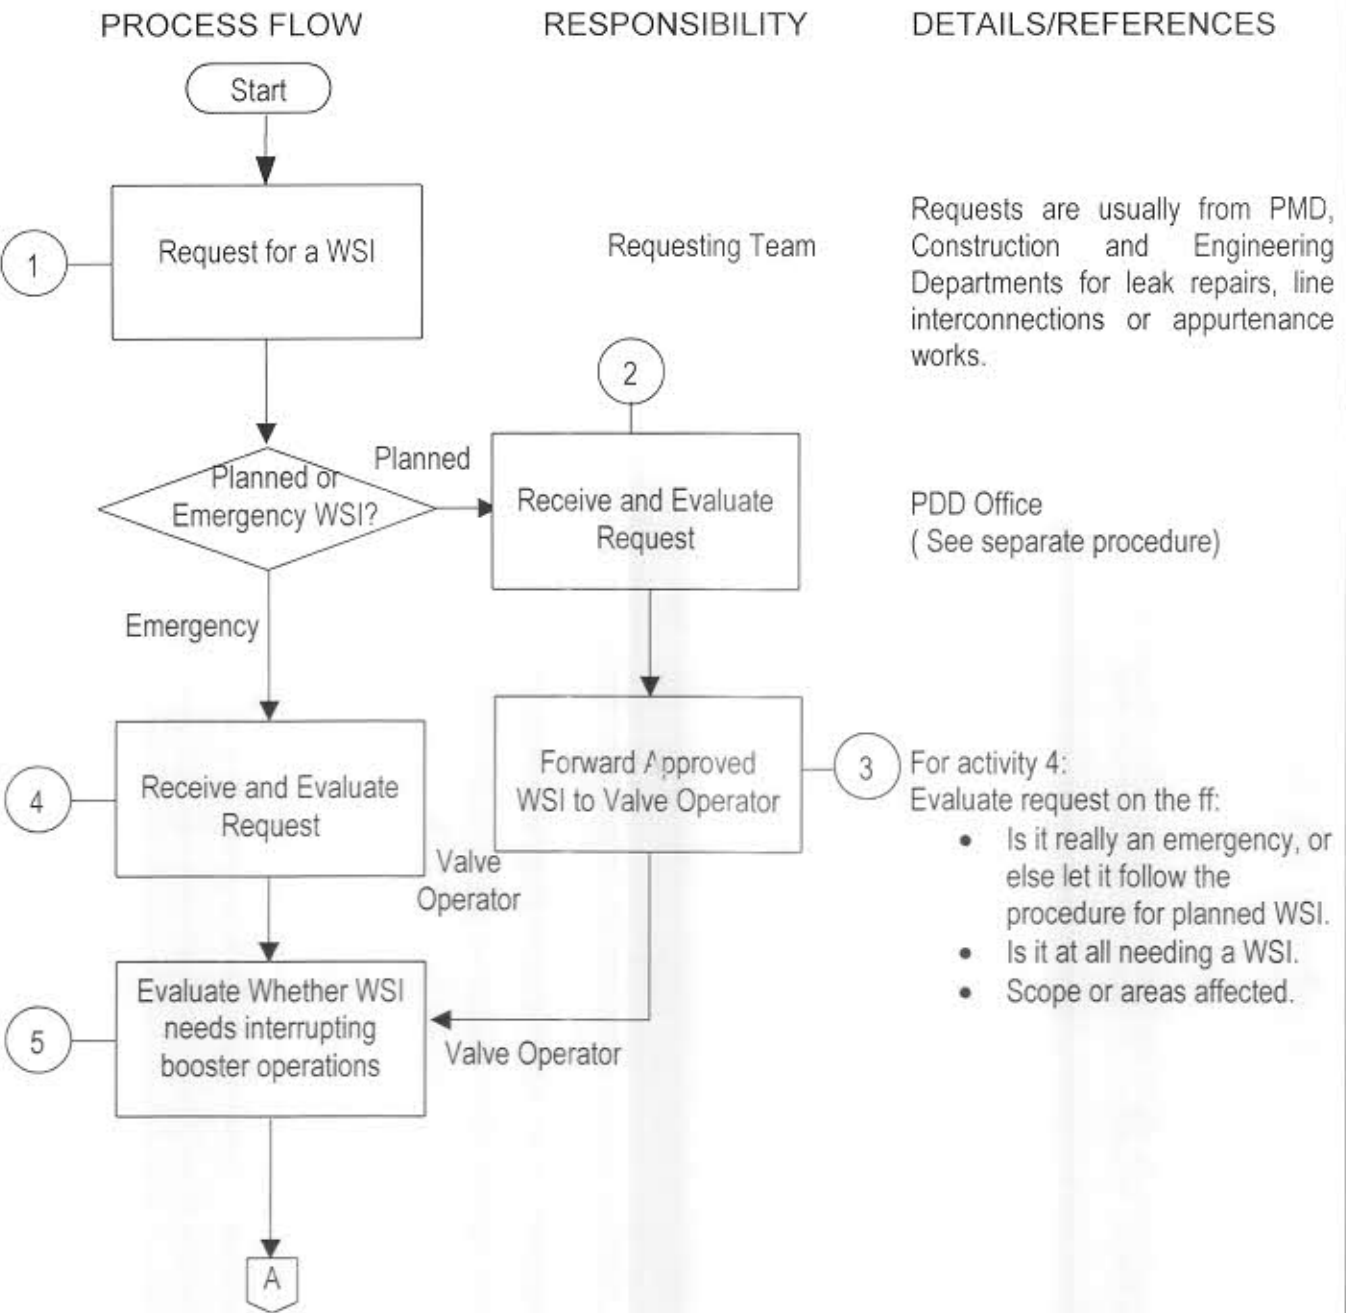 PROCESS FLOW
RESPONSIBILITY
DETAILS/REFERENCES
Start
1
Request for a WSI
Requesting Team
Requests are usually from PMD,
Construction and Engineering
Departments for leak repairs, line
interconnections or appurtenance
works.
2
Planned or
Emergency WSI?
Planned
Receive and Evaluate
Request
PDD Office
( See separate procedure)
Emergency
4
Receive and Evaluate
Request
Valve
Operator
Forward Approved
WSI to Valve Operator
3
For activity 4:
Evaluate request on the ff:
• Is it really an emergency, or
else let it follow the
procedure for planned WSI.
• Is it at all needing a WSI.
• Scope or areas affected.
5
Evaluate Whether WSI
needs interrupting
booster operations
Valve Operator
A